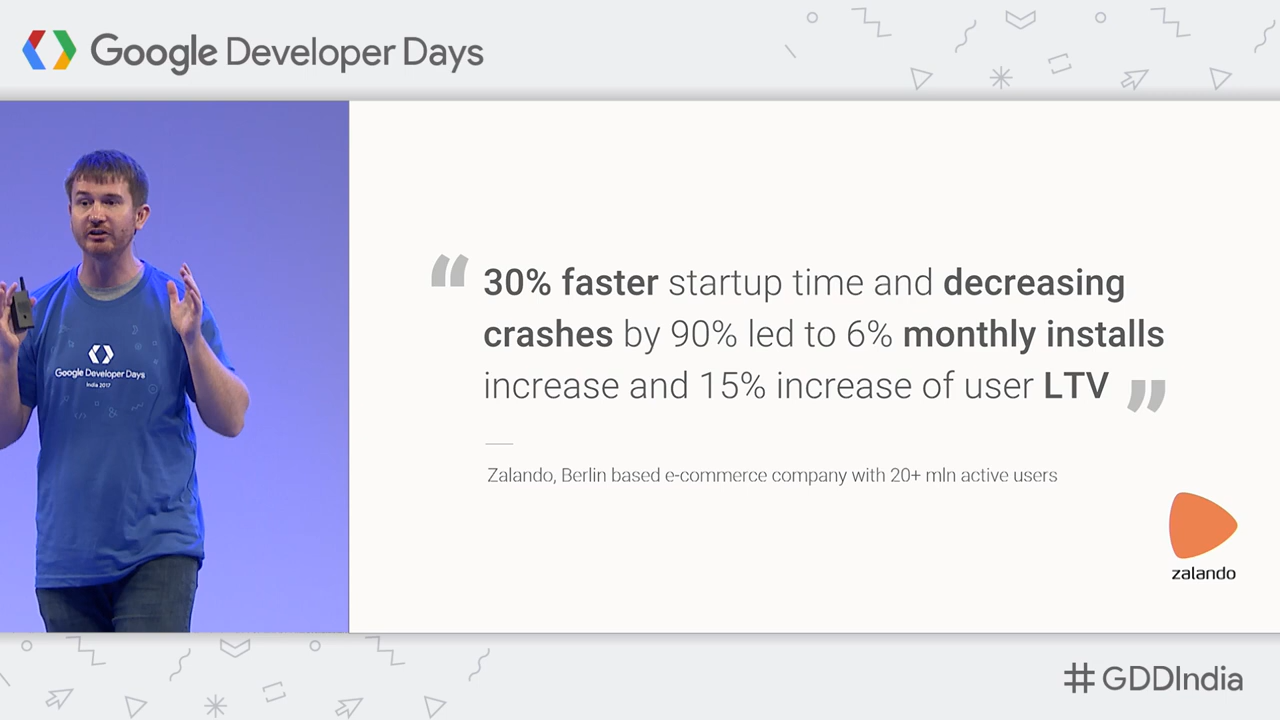 Google Developer Days
Google Developer Days
India 2017
“ 30% faster startup time and decreasing
crashes by 90% led to 6% monthly installs
increase and 15% increase of user LTV ”
Zalando, Berlin based e-commerce company with 20+ mln active users
zalando
#GDDIndia